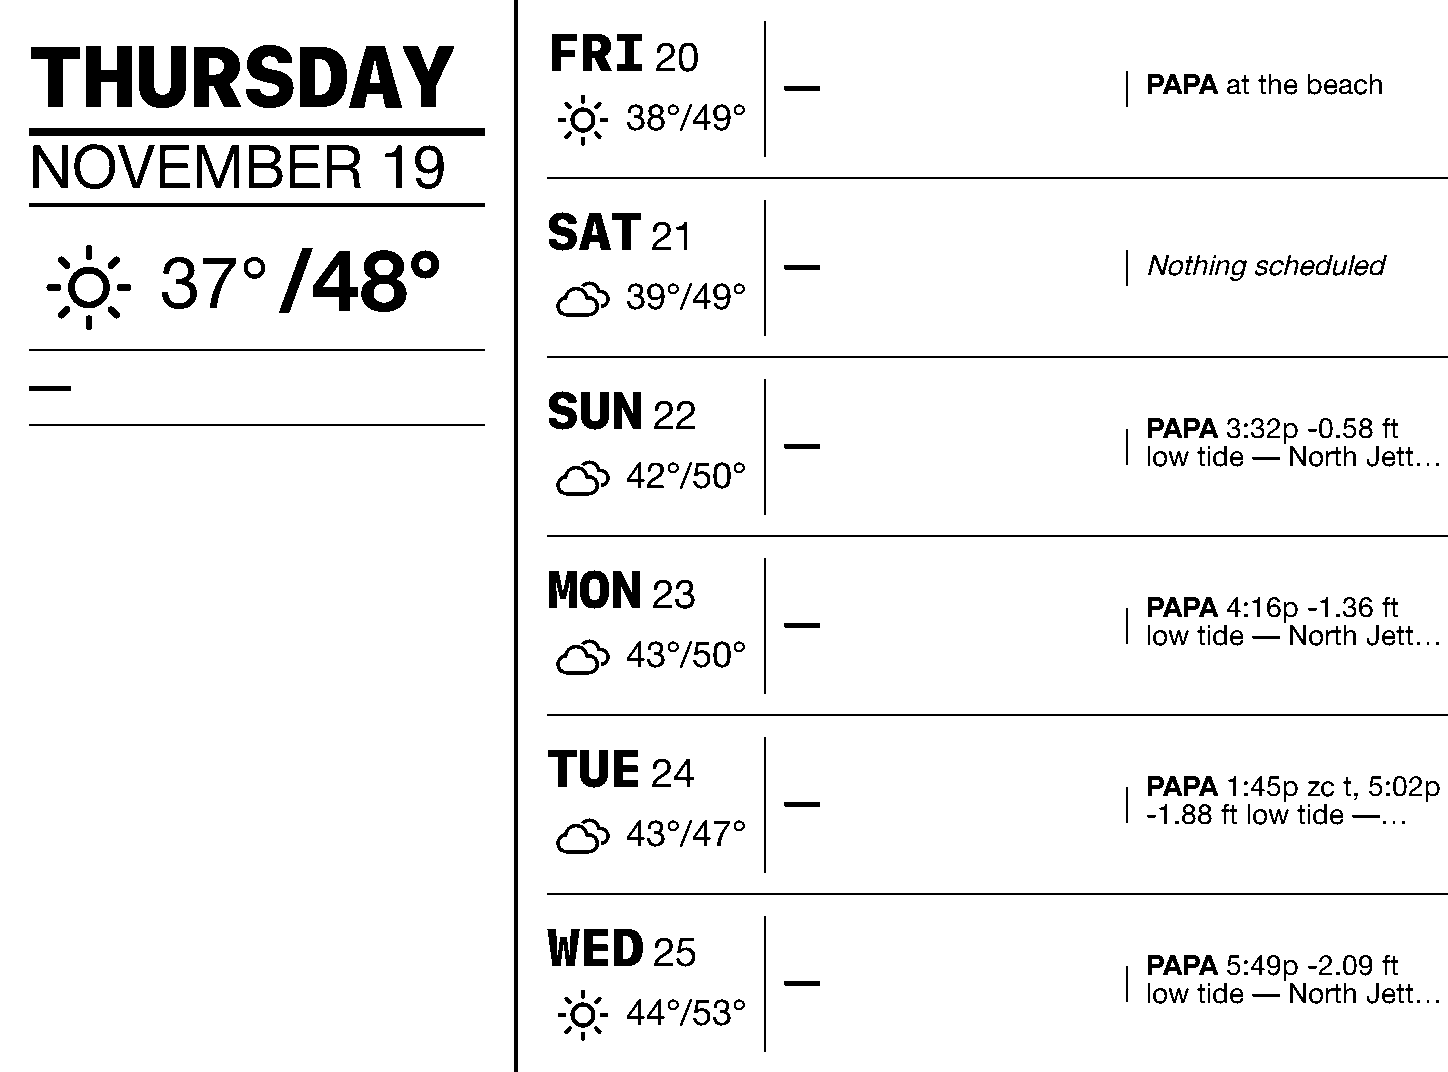 THURSDAY
NOVEMBER 19
37° /48°
—
FRI 20
38°/49°
—
PAPA at the beach
SAT 21
39°/49°
—
Nothing scheduled
SUN 22
42°/50°
—
PAPA 3:32p -0.58 ft
low tide — North Jett…
MON 23
43°/50°
—
PAPA 4:16p -1.36 ft
low tide — North Jett…
TUE 24
43°/47°
—
PAPA 1:45p zc t, 5:02p
-1.88 ft low tide —…
WED 25
44°/53°
—
PAPA 5:49p -2.09 ft
low tide — North Jett…